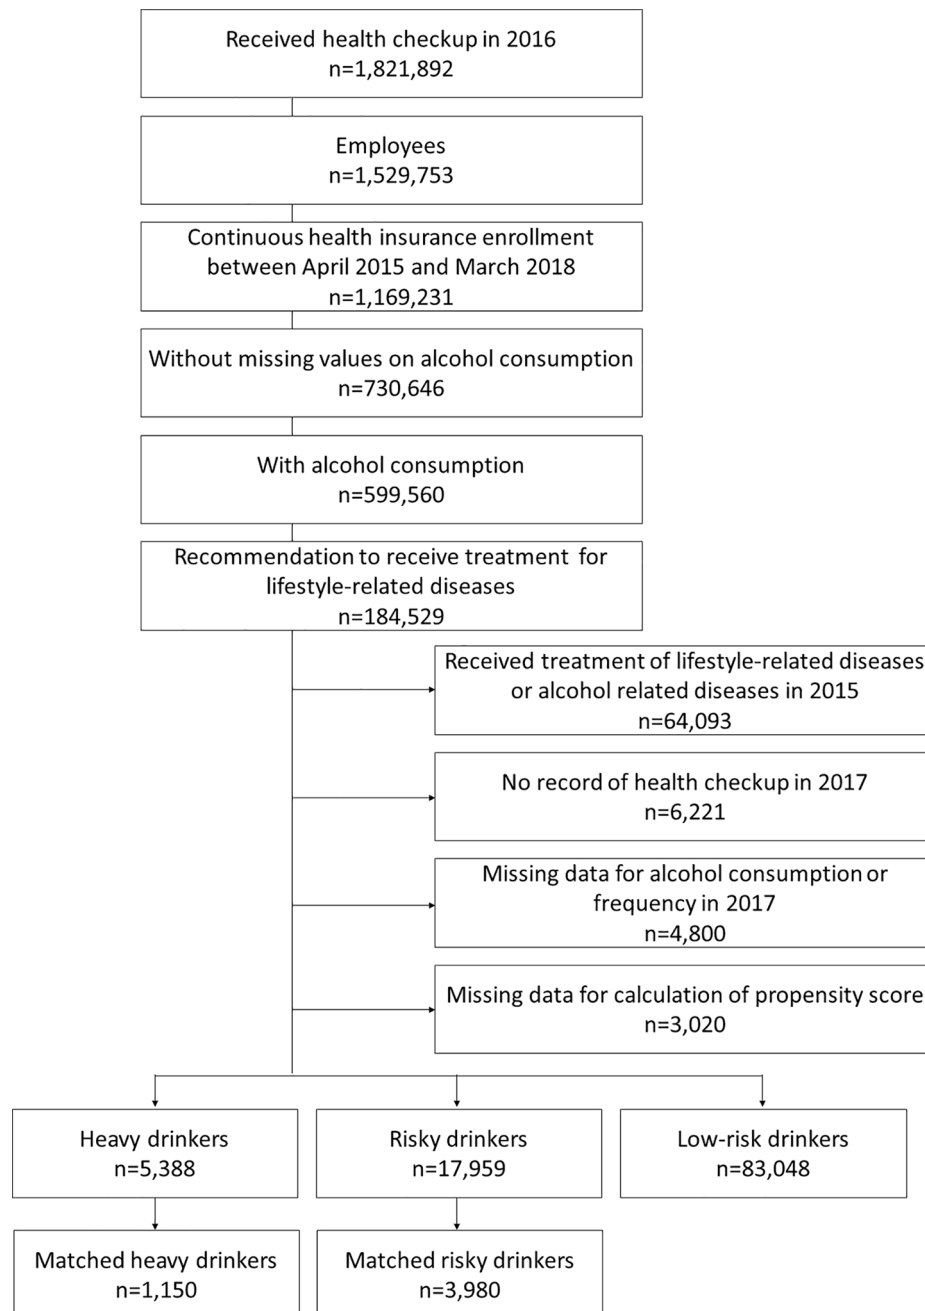 Received health checkup in 2016
n=1,821,892
Employees
n=1,529,753
Continuous health insurance enrollment
between April 2015 and March 2018
n=1,169,231
Without missing values on alcohol consumption
n=730,646
With alcohol consumption
n=599,560
Recommendation to receive treatment for
lifestyle-related diseases
n=184,529
Received treatment of lifestyle-related diseases
or alcohol related diseases in 2015
n=64,093
No record of health checkup in 2017
n=6,221
Missing data for alcohol consumption or
frequency in 2017
n=4,800
Missing data for calculation of propensity score
n=3,020
Heavy drinkers
n=5,388
Risky drinkers
n=17,959
Low-risk drinkers
n=83,048
Matched heavy drinkers
n=1,150
Matched risky drinkers
n=3,980